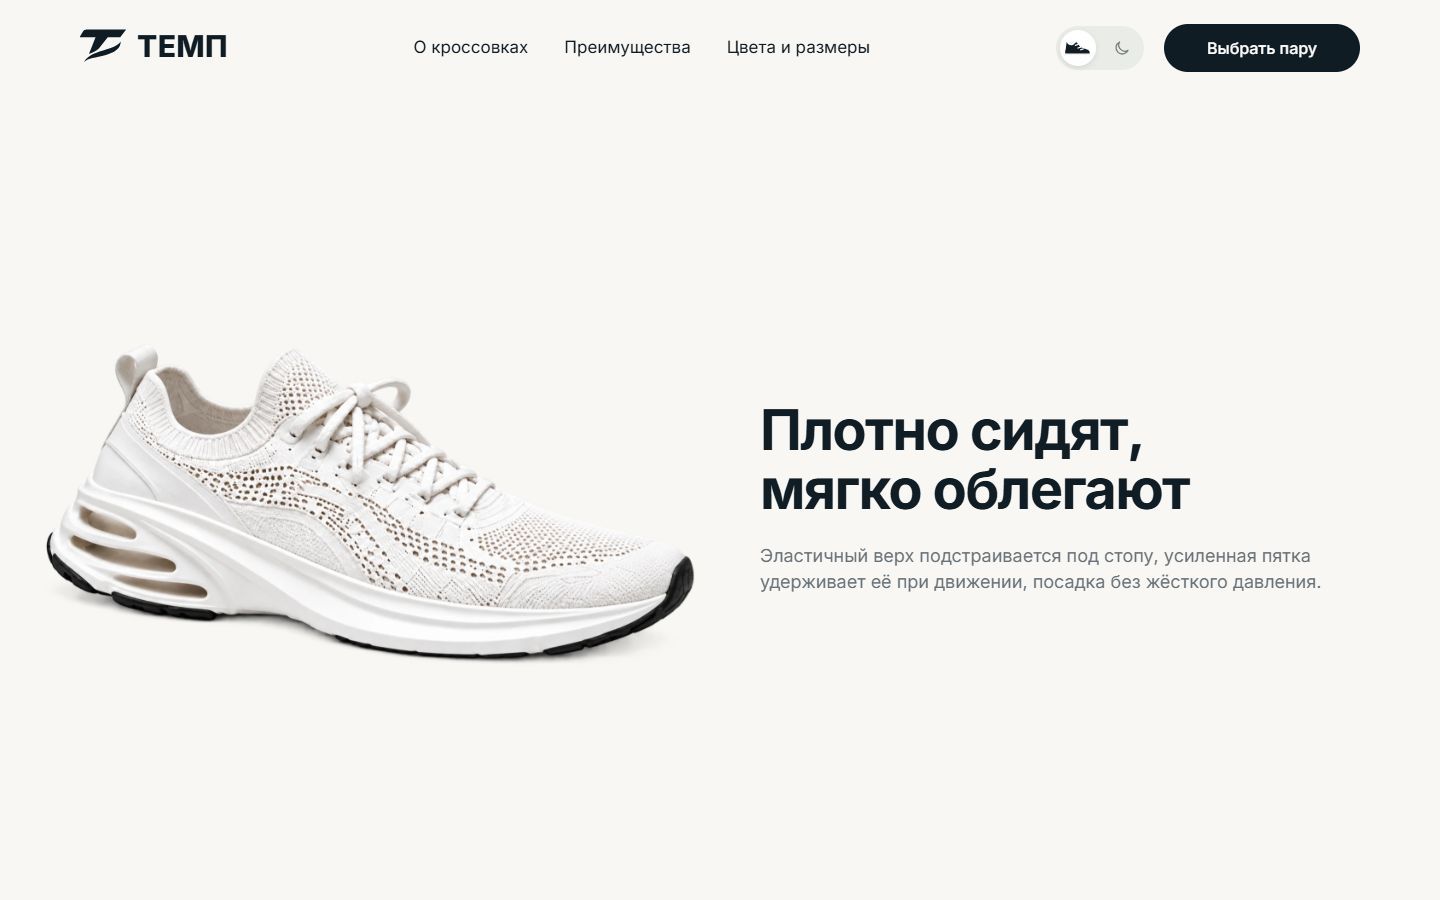 ТЕМП
О кроссовках
Преимущества
Цвета и размеры
Выбрать пару
Плотно сидят,
мягко облегают
Эластичный верх подстраивается под стопу, усиленная пятка
удерживает её при движении, посадка без жёсткого давления.